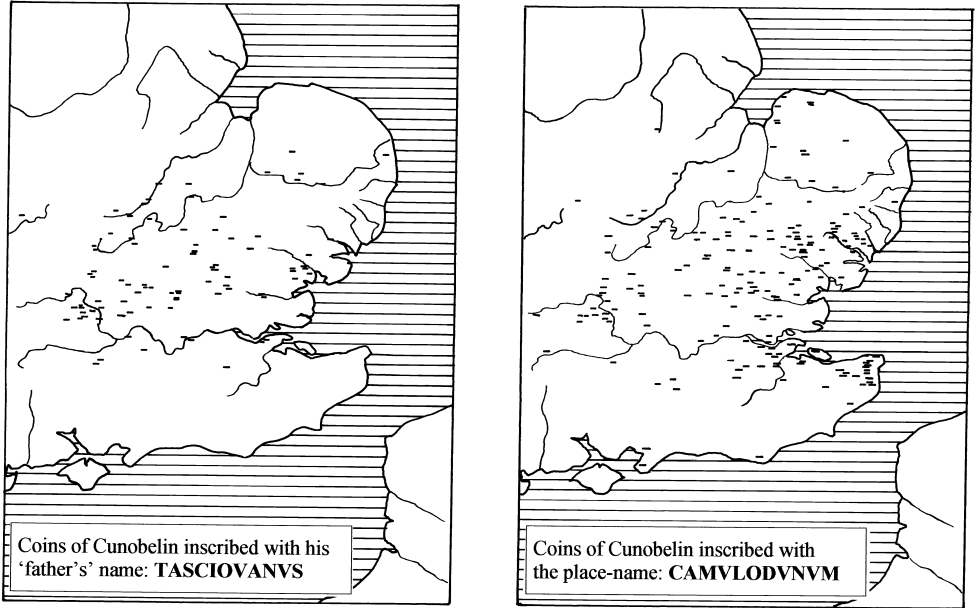 Coins of Cunobelin inscribed with his
‘father's’ name: TASCIOVANVS
Coins of Cunobelin inscribed with
the place-name: CAMVLODVNVM